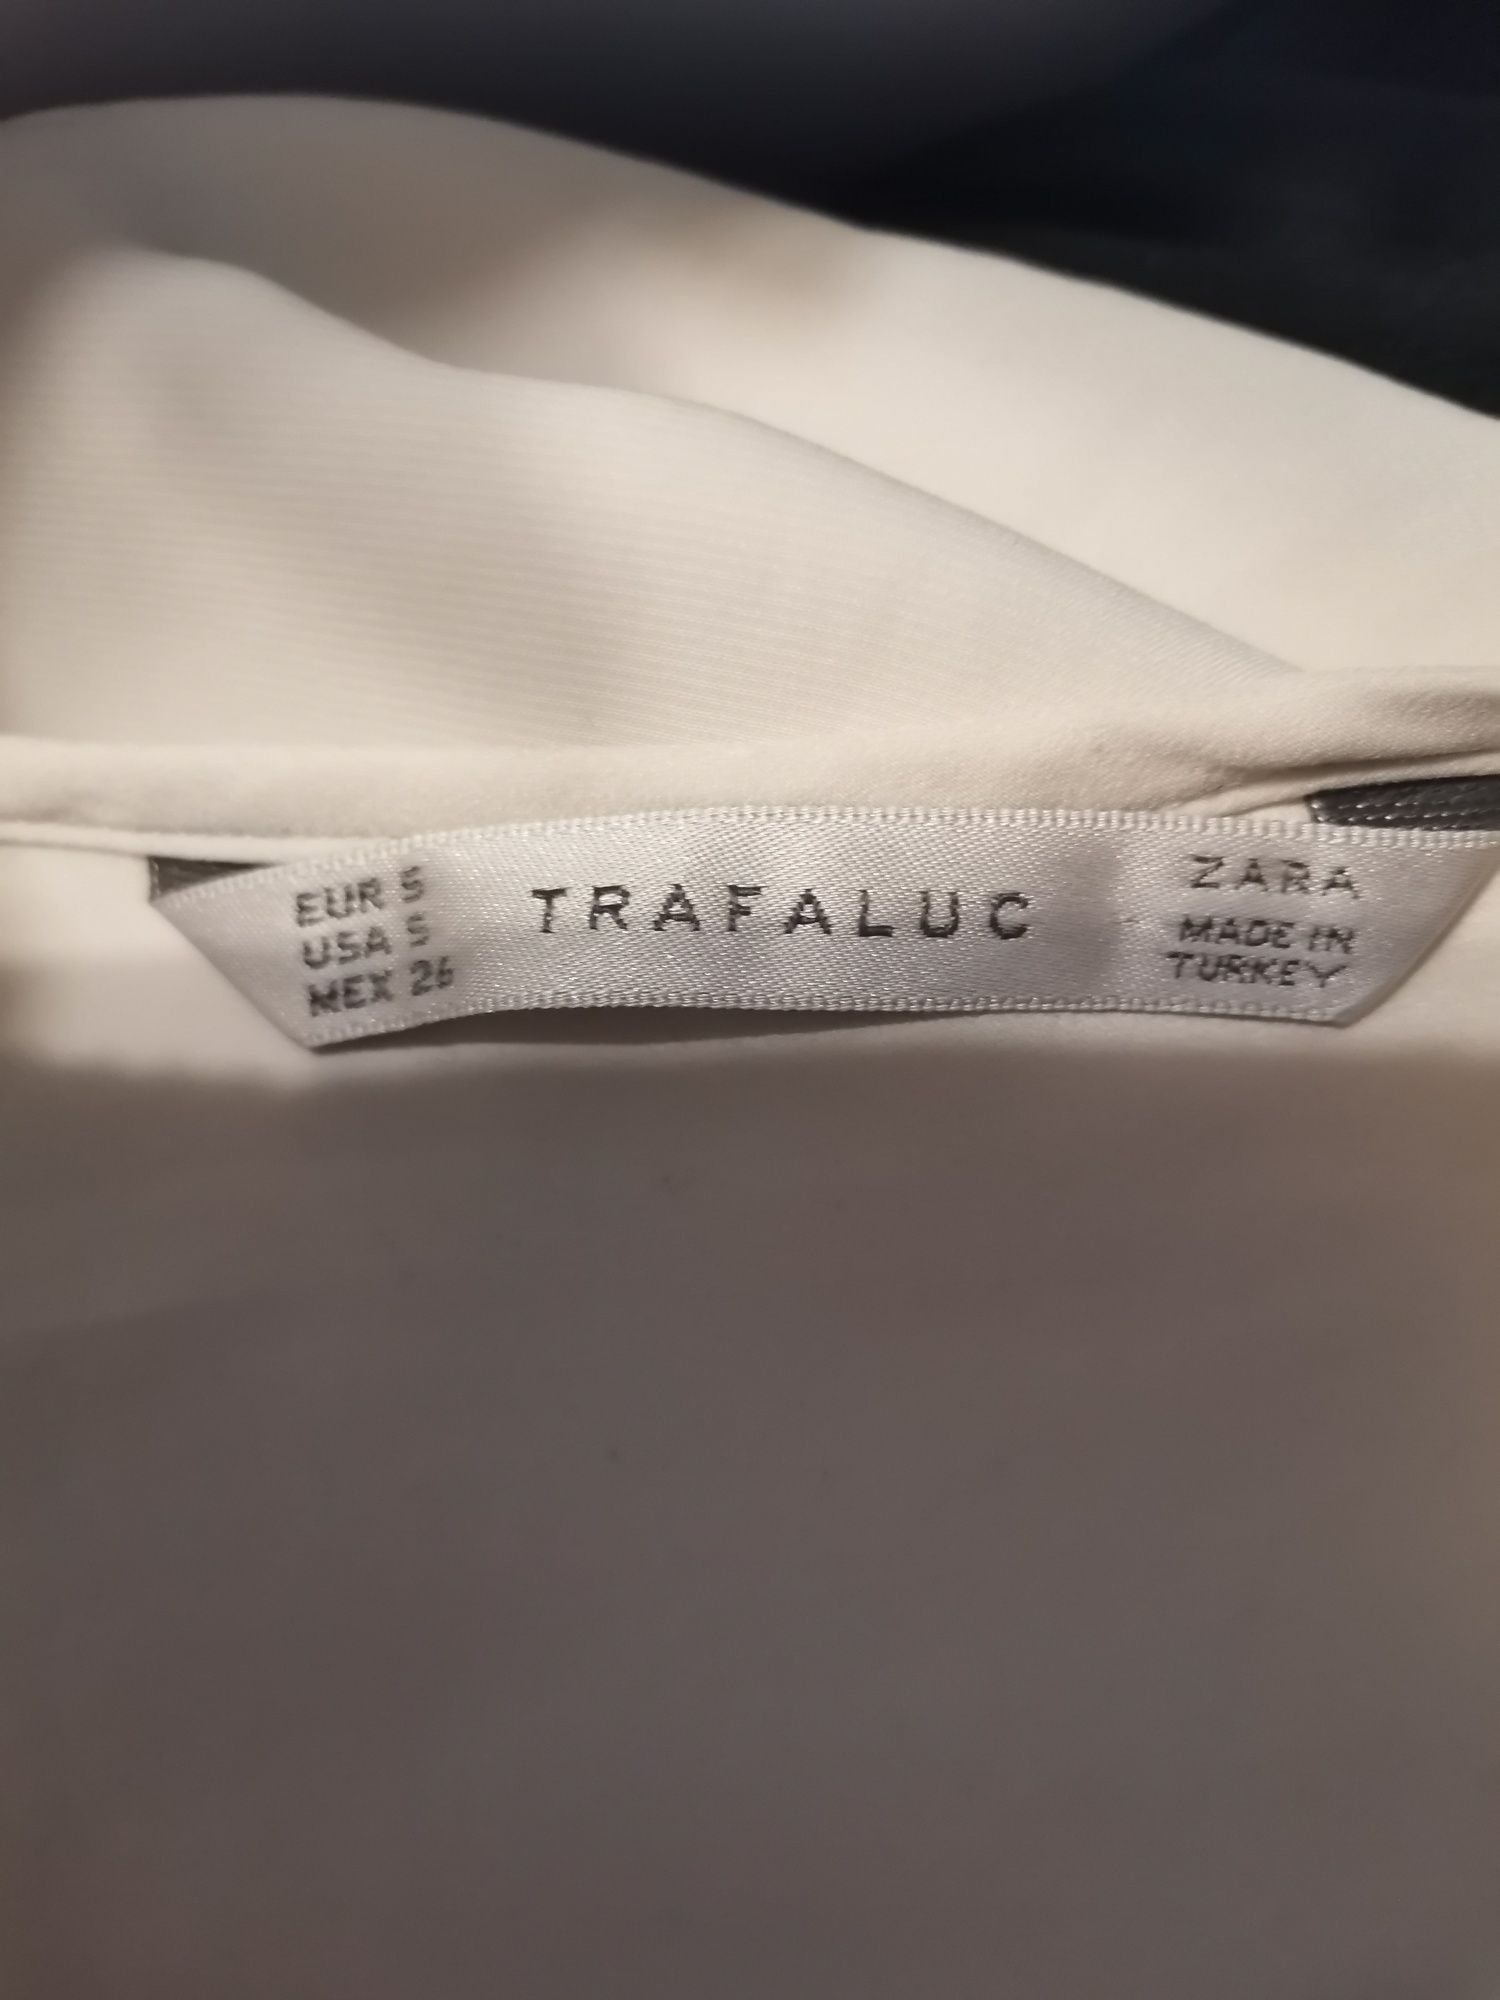 EUR S
USA S
MEX 26
TRAFALUC
ZARA
MADE IN
TURKEY